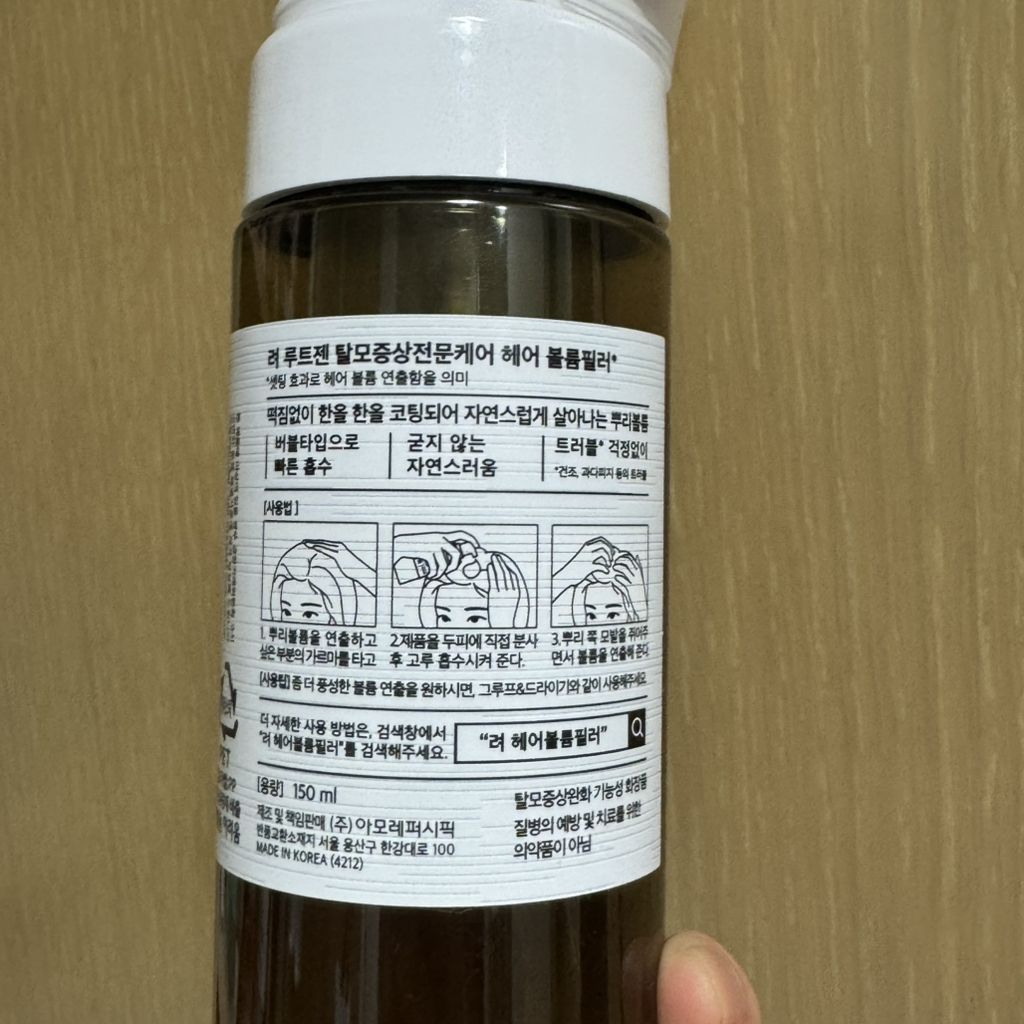 려 루트젠 탈모증상전문케어 헤어 볼륨필러*
*셋팅 효과로 헤어 볼륨 연출함을 의미
떡짐없이 한올 한올 코팅되어 자연스럽게 살아나는 뿌리볼륨
버블타입으로
빠른 흡수
굳지 않는
자연스러움
트러블* 걱정없이
*건조, 과다피지 등의 트러블
[사용법]
1. 뿌리볼륨을 연출하고
싶은 부분의 가르마를 타고
2.제품을 두피에 직접 분사
후 고루 흡수시켜 준다.
3.뿌리 쪽 모발을 쥐어주
면서 볼륨을 연출해 준다
[사용팁] 좀 더 풍성한 볼륨 연출을 원하시면, 그루프&드라이기와 같이 사용해주세요
더 자세한 사용 방법은, 검색창에서
"려 헤어볼륨필러"를 검색해주세요.
"려 헤어볼륨필러"
[용량] 150 ml
제조 및 책임판매 (주)아모레퍼시픽
반품교환소재지 서울 용산구 한강대로 100
MADE IN KOREA (4212)
탈모증상완화 기능성 화장품
질병의 예방 및 치료를 위한
의약품이 아님